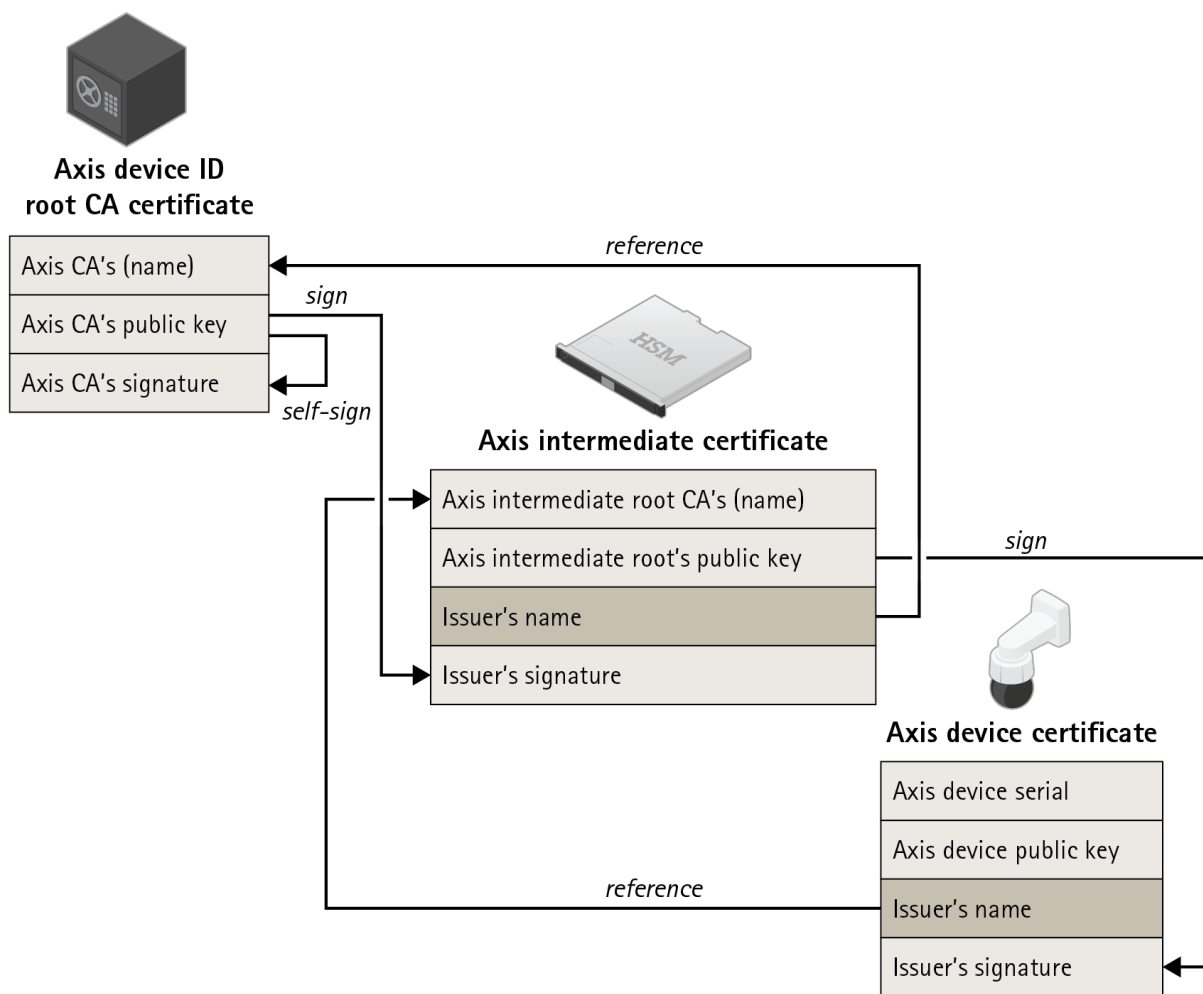 Axis device ID
root CA certificate
reference
Axis CA's (name)
sign
Axis CA's public key
Axis CA's signature
self-sign
HSM
Axis intermediate certificate
Axis intermediate root CA's (name)
Axis intermediate root's public key
sign
Issuer's name
Issuer's signature
Axis device certificate
Axis device serial
Axis device public key
reference
Issuer's name
Issuer's signature